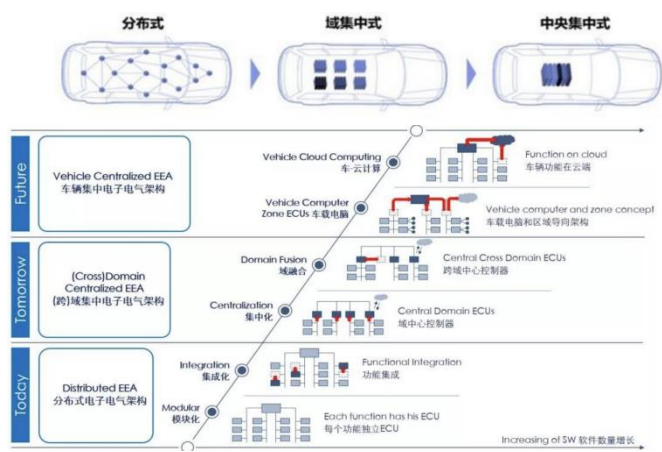 分布式
域集中式
中央集中式
Future
Vehicle Centralized EEA
车辆集中电子电气架构
Vehicle Cloud Computing
车-云计算
Function on cloud
车辆功能在云端
Vehicle Computer
Zone ECUs 车载电脑
Vehicle computer and zone concept
车载电脑和区域导向架构
Tomorrow
(Cross)Domain
Centralized EEA
(跨)域集中电子电气架构
Domain Fusion
域融合
Central Cross Domain ECUs
跨域中心控制器
Centralization
集中化
Central Domain ECUs
域中心控制器
Today
Distributed EEA
分布式电子电气架构
Integration
集成化
Functional Integration
功能集成
Modular
模块化
Each function has his ECU
每个功能独立ECU
Increasing of SW 软件数量增长